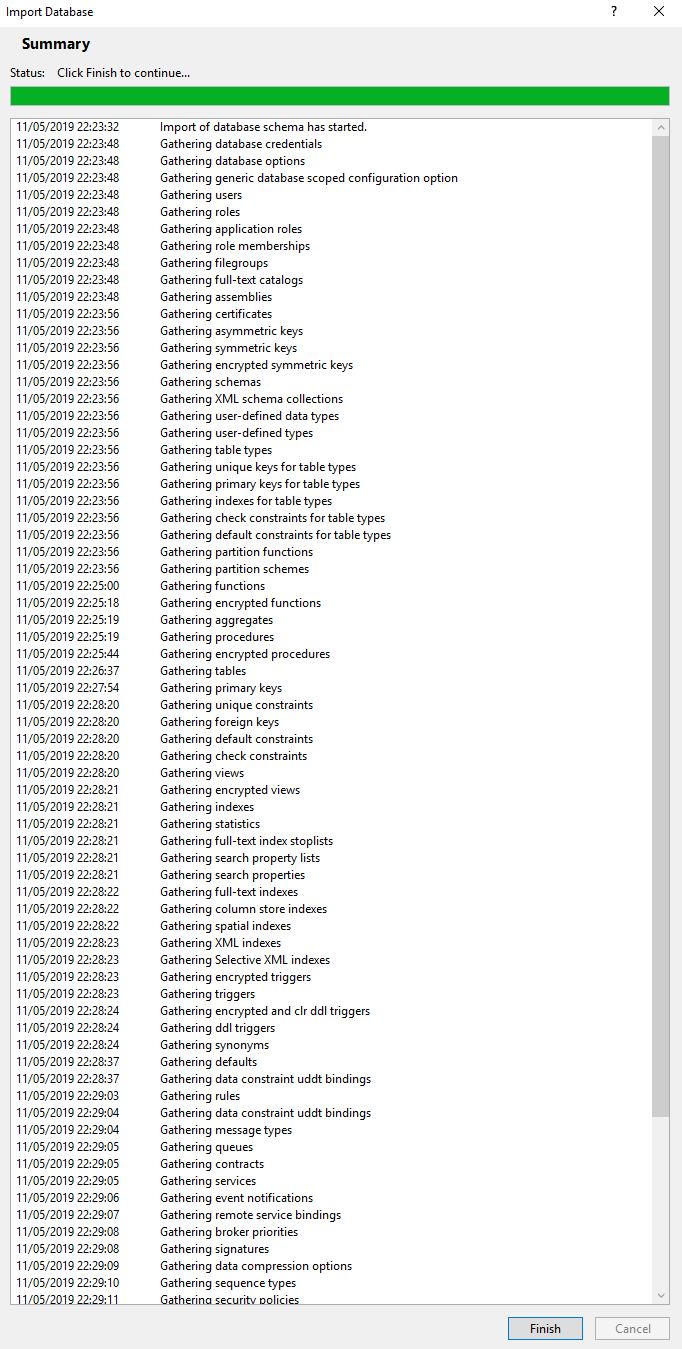 Import Database
?
Summary
Status: Click Finish to continue...
11/05/2019 22:23:32 Import of database schema has started.
11/05/2019 22:23:48 Gathering database credentials
11/05/2019 22:23:48 Gathering database options
11/05/2019 22:23:48 Gathering generic database scoped configuration option
11/05/2019 22:23:48 Gathering users
11/05/2019 22:23:48 Gathering roles
11/05/2019 22:23:48 Gathering application roles
11/05/2019 22:23:48 Gathering role memberships
11/05/2019 22:23:48 Gathering filegroups
11/05/2019 22:23:48 Gathering full-text catalogs
11/05/2019 22:23:48 Gathering assemblies
11/05/2019 22:23:56 Gathering certificates
11/05/2019 22:23:56 Gathering asymmetric keys
11/05/2019 22:23:56 Gathering symmetric keys
11/05/2019 22:23:56 Gathering encrypted symmetric keys
11/05/2019 22:23:56 Gathering schemas
11/05/2019 22:23:56 Gathering XML schema collections
11/05/2019 22:23:56 Gathering user-defined data types
11/05/2019 22:23:56 Gathering user-defined types
11/05/2019 22:23:56 Gathering table types
11/05/2019 22:23:56 Gathering unique keys for table types
11/05/2019 22:23:56 Gathering primary keys for table types
11/05/2019 22:23:56 Gathering indexes for table types
11/05/2019 22:23:56 Gathering check constraints for table types
11/05/2019 22:23:56 Gathering default constraints for table types
11/05/2019 22:23:56 Gathering partition functions
11/05/2019 22:23:56 Gathering partition schemes
11/05/2019 22:25:00 Gathering functions
11/05/2019 22:25:18 Gathering encrypted functions
11/05/2019 22:25:19 Gathering aggregates
11/05/2019 22:25:19 Gathering procedures
11/05/2019 22:25:44 Gathering encrypted procedures
11/05/2019 22:26:37 Gathering tables
11/05/2019 22:27:54 Gathering primary keys
11/05/2019 22:28:20 Gathering unique constraints
11/05/2019 22:28:20 Gathering foreign keys
11/05/2019 22:28:20 Gathering default constraints
11/05/2019 22:28:20 Gathering check constraints
11/05/2019 22:28:20 Gathering views
11/05/2019 22:28:21 Gathering encrypted views
11/05/2019 22:28:21 Gathering indexes
11/05/2019 22:28:21 Gathering statistics
11/05/2019 22:28:21 Gathering full-text index stoplists
11/05/2019 22:28:21 Gathering search property lists
11/05/2019 22:28:21 Gathering search properties
11/05/2019 22:28:22 Gathering full-text indexes
11/05/2019 22:28:22 Gathering column store indexes
11/05/2019 22:28:22 Gathering spatial indexes
11/05/2019 22:28:23 Gathering XML indexes
11/05/2019 22:28:23 Gathering Selective XML indexes
11/05/2019 22:28:23 Gathering encrypted triggers
11/05/2019 22:28:23 Gathering triggers
11/05/2019 22:28:24 Gathering encrypted and clr ddl triggers
11/05/2019 22:28:24 Gathering ddl triggers
11/05/2019 22:28:24 Gathering synonyms
11/05/2019 22:28:37 Gathering defaults
11/05/2019 22:28:37 Gathering data constraint uddt bindings
11/05/2019 22:29:03 Gathering rules
11/05/2019 22:29:04 Gathering data constraint uddt bindings
11/05/2019 22:29:04 Gathering message types
11/05/2019 22:29:05 Gathering queues
11/05/2019 22:29:05 Gathering contracts
11/05/2019 22:29:05 Gathering services
11/05/2019 22:29:06 Gathering event notifications
11/05/2019 22:29:07 Gathering remote service bindings
11/05/2019 22:29:08 Gathering broker priorities
11/05/2019 22:29:08 Gathering signatures
11/05/2019 22:29:09 Gathering data compression options
11/05/2019 22:29:10 Gathering sequence types
11/05/2019 22:29:11 Gathering security policies
Finish Cancel